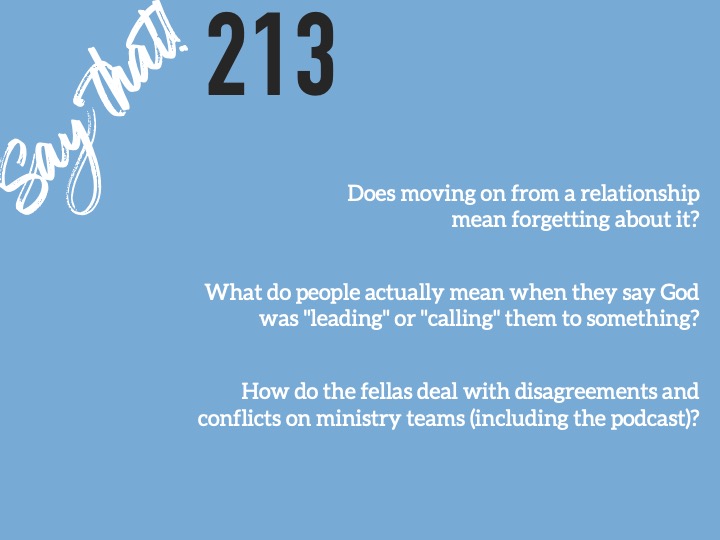 Say that!
213
Does moving on from a relationship
mean forgetting about it?
What do people actually mean when they say God
was "leading" or "calling" them to something?
How do the fellas deal with disagreements and
conflicts on ministry teams (including the podcast)?